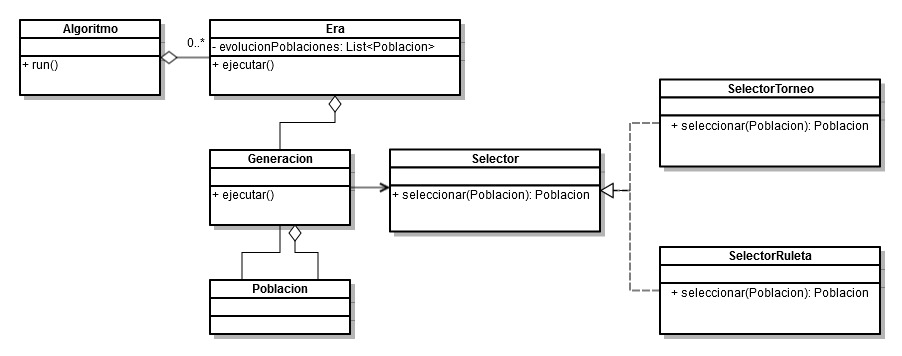 Algoritmo
+ run()
0..*
Era
- evolucionPoblaciones: List<Poblacion>
+ ejecutar()
Generacion
+ ejecutar()
Selector
+ seleccionar(Poblacion): Poblacion
SelectorTorneo
+ seleccionar(Poblacion): Poblacion
SelectorRuleta
+ seleccionar(Poblacion): Poblacion
Poblacion